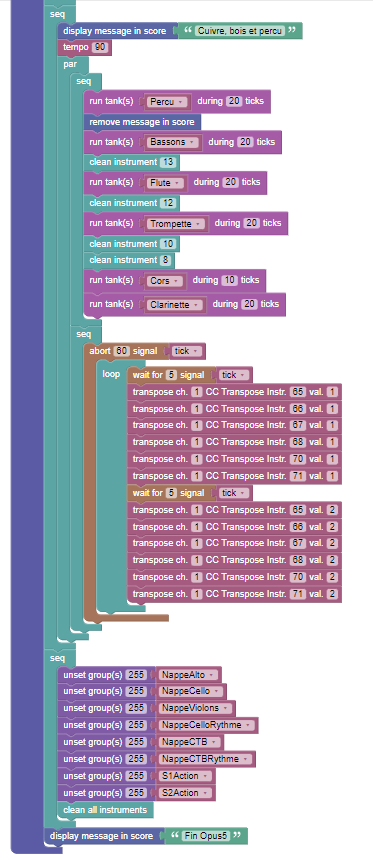 seq
display message in score “ Cuivre, bois et percu ”
tempo 90
par
seq
run tank(s) Percu during 20 ticks
remove message in score
run tank(s) Bassons during 20 ticks
clean instrument 13
run tank(s) Flute during 20 ticks
clean instrument 12
run tank(s) Trompette during 20 ticks
clean instrument 10
clean instrument 8
run tank(s) Cors during 10 ticks
run tank(s) Clarinette during 20 ticks
seq
abort 60 signal tick
loop wait for 5 signal tick
transpose ch. 1 CC Transpose Instr. 65 val. 1
transpose ch. 1 CC Transpose Instr. 66 val. 1
transpose ch. 1 CC Transpose Instr. 67 val. 1
transpose ch. 1 CC Transpose Instr. 68 val. 1
transpose ch. 1 CC Transpose Instr. 70 val. 1
transpose ch. 1 CC Transpose Instr. 71 val. 1
wait for 5 signal tick
transpose ch. 1 CC Transpose Instr. 65 val. 2
transpose ch. 1 CC Transpose Instr. 66 val. 2
transpose ch. 1 CC Transpose Instr. 67 val. 2
transpose ch. 1 CC Transpose Instr. 68 val. 2
transpose ch. 1 CC Transpose Instr. 70 val. 2
transpose ch. 1 CC Transpose Instr. 71 val. 2
seq
unset group(s) 255 NappeAlto
unset group(s) 255 NappeCello
unset group(s) 255 NappeViolons
unset group(s) 255 NappeCelloRythme
unset group(s) 255 NappeCTB
unset group(s) 255 NappeCTBRythme
unset group(s) 255 S1Action
unset group(s) 255 S2Action
clean all instruments
display message in score “ Fin Opus5 ”